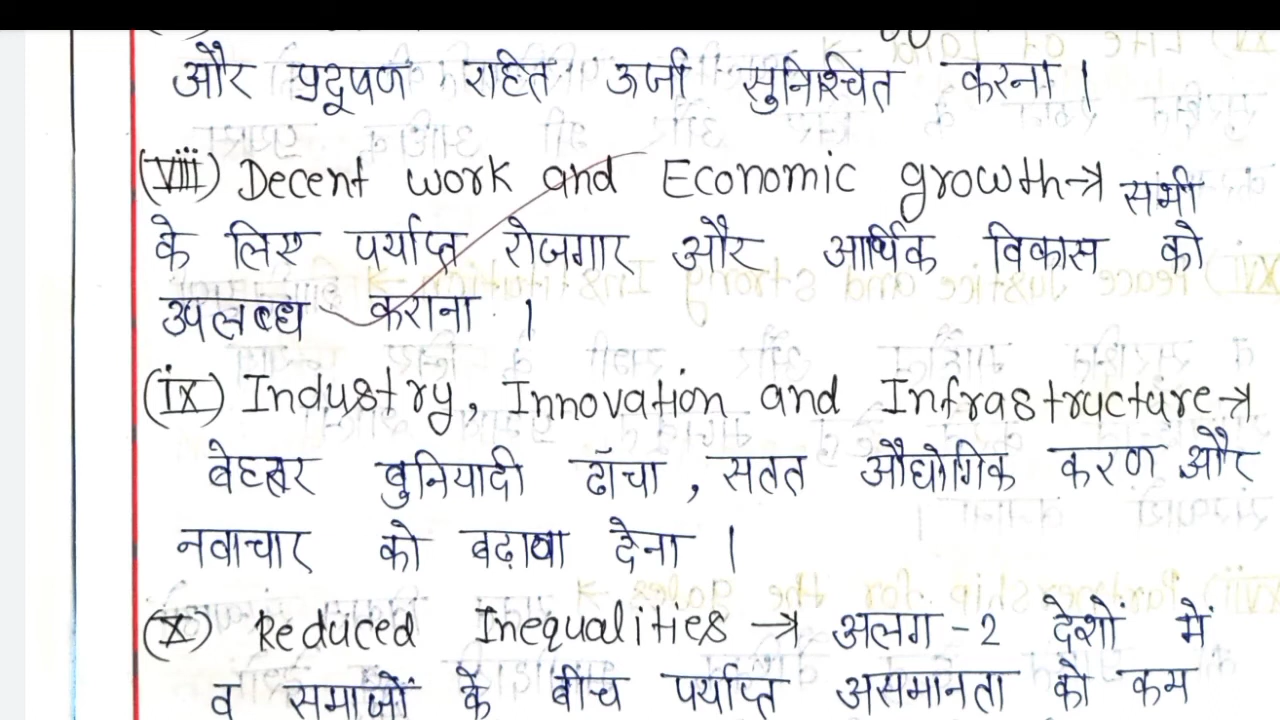 और प्रदूषण रहित ऊर्जा सुनिश्चित करना।
(viii) Decent work and Economic growth→ सभी
के लिए पर्याप्त रोजगार और आर्थिक विकास को
उपलब्ध कराना।
(ix) Industry, Innovation and Infrastructure→
बेहतर बुनियादी ढाँचा, सतत औद्योगिक करण और
नवाचार को बढ़ावा देना।
(x) Reduced Inequalities → अलग-2 देशों में
व समाजों के बीच पर्याप्त असमानता को कम